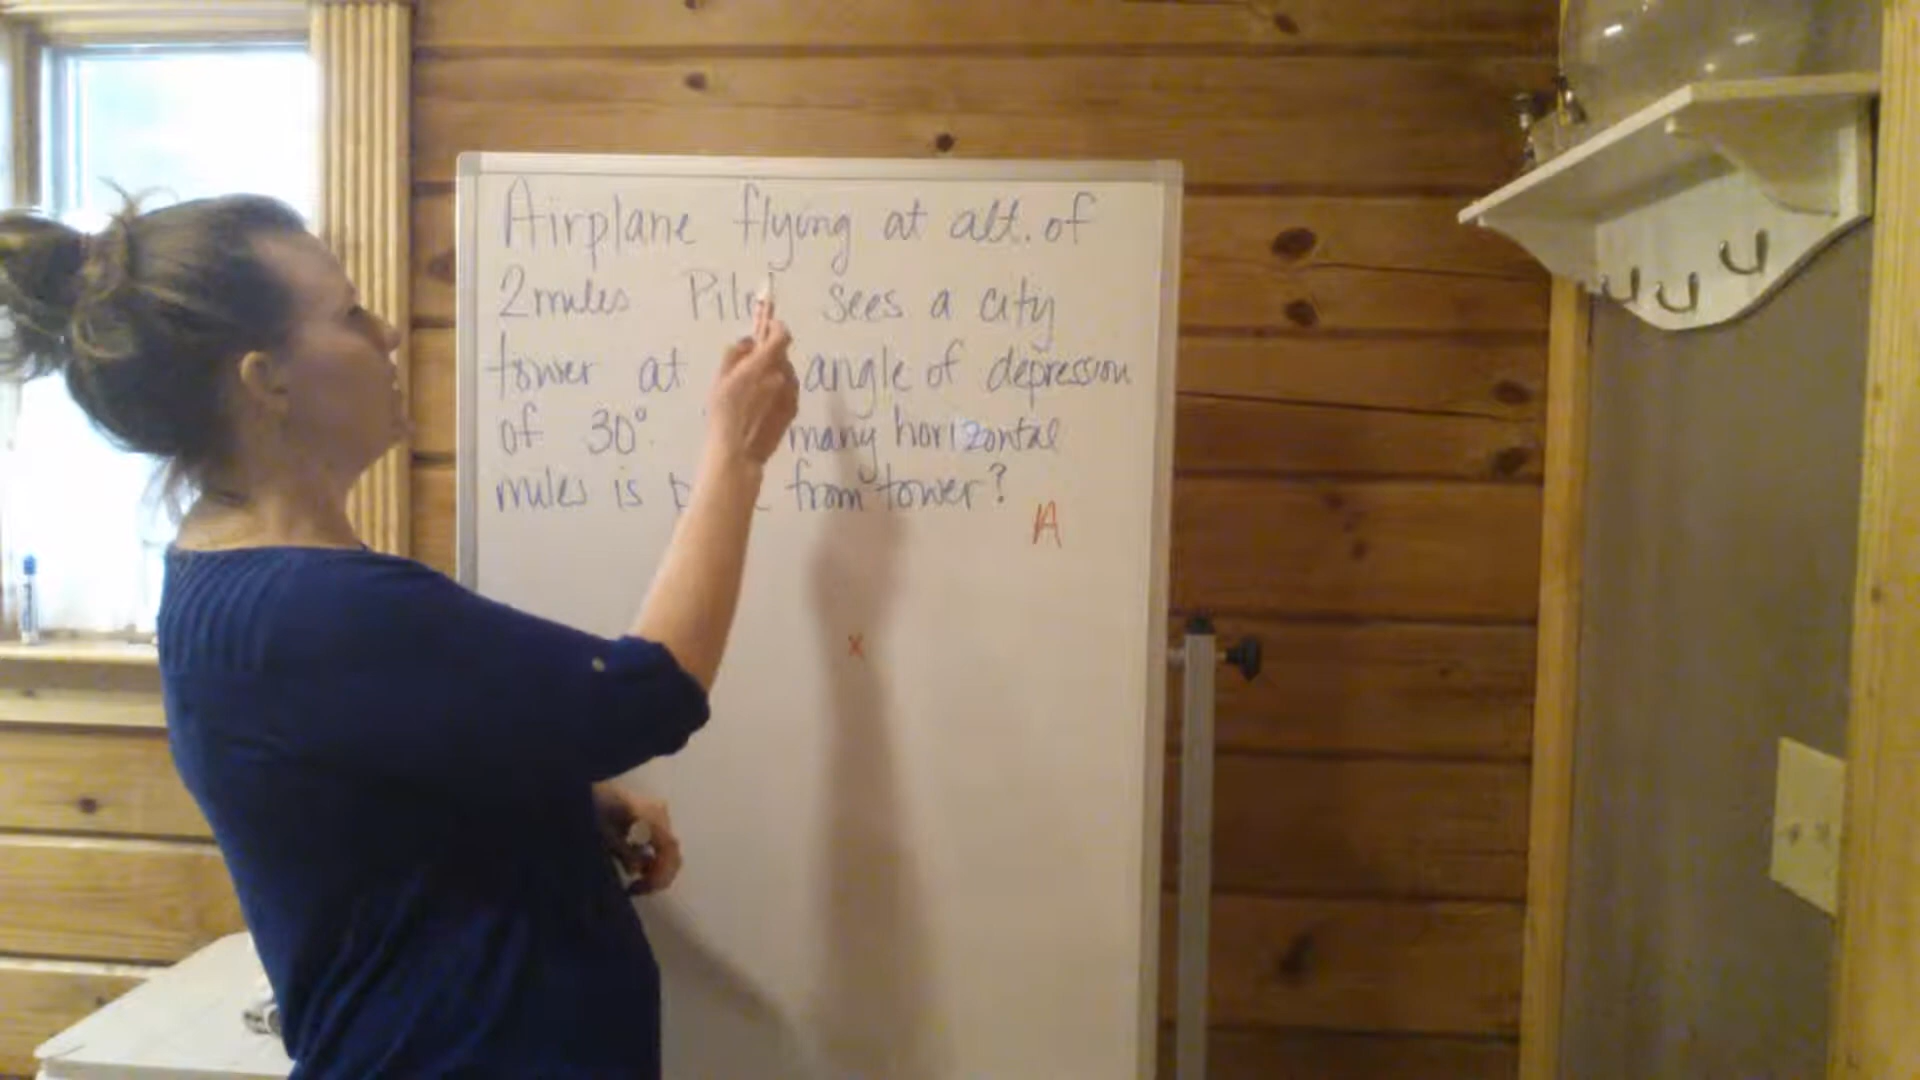 Airplane flying at alt. of
2 miles Pilot sees a city
tower at angle of depression
of 30°. many horizontal
miles is from tower?
A
x